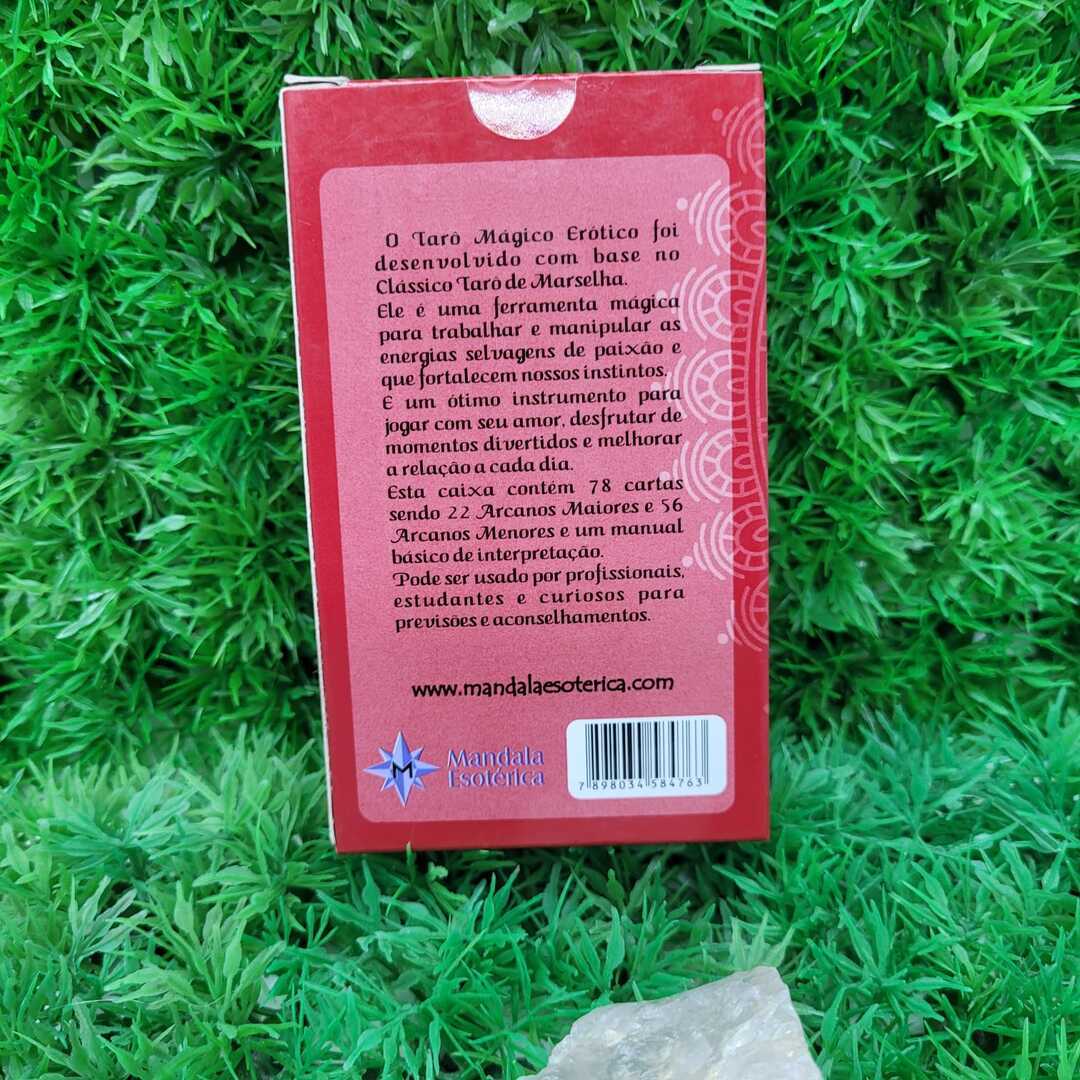 O Tarô Mágico Erótico foi
desenvolvido com base no
Clássico Tarô de Marselha.
Ele é uma ferramenta mágica
para trabalhar e manipular as
energias selvagens de paixão e
que fortalecem nossos instintos.
E um ótimo instrumento para
jogar com seu amor, desfrutar de
momentos divertidos e melhorar
a relação a cada dia.
Esta caixa contém 78 cartas
sendo 22 Arcanos Maiores e 56
Arcanos Menores e um manual
básico de interpretação.
Pode ser usado por profissionais,
estudantes e curiosos para
previsões e aconselhamentos.
www.mandalaesoterica.com
M
Mandala
Esotérica
7 898034 584763